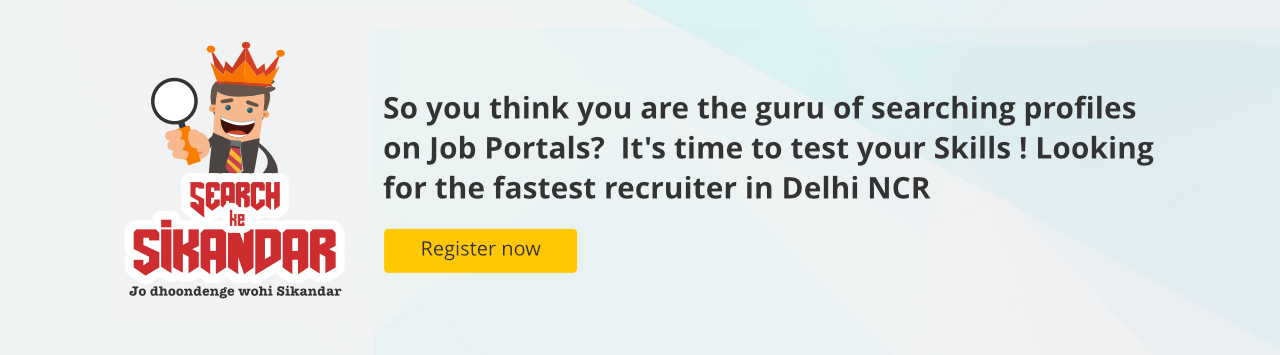 SEARCH
ke
SIKANDAR
Jo dhoondenge wohi Sikandar
So you think you are the guru of searching profiles
on Job Portals?  It's time to test your Skills ! Looking
for the fastest recruiter in Delhi NCR
Register now